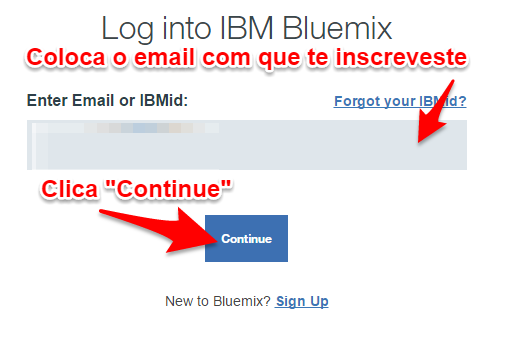 Log into IBM Bluemix
Coloca o email com que te inscreveste
Enter Email or IBMid: Forgot your IBMid?
Clica "Continue"
Continue
New to Bluemix? Sign Up